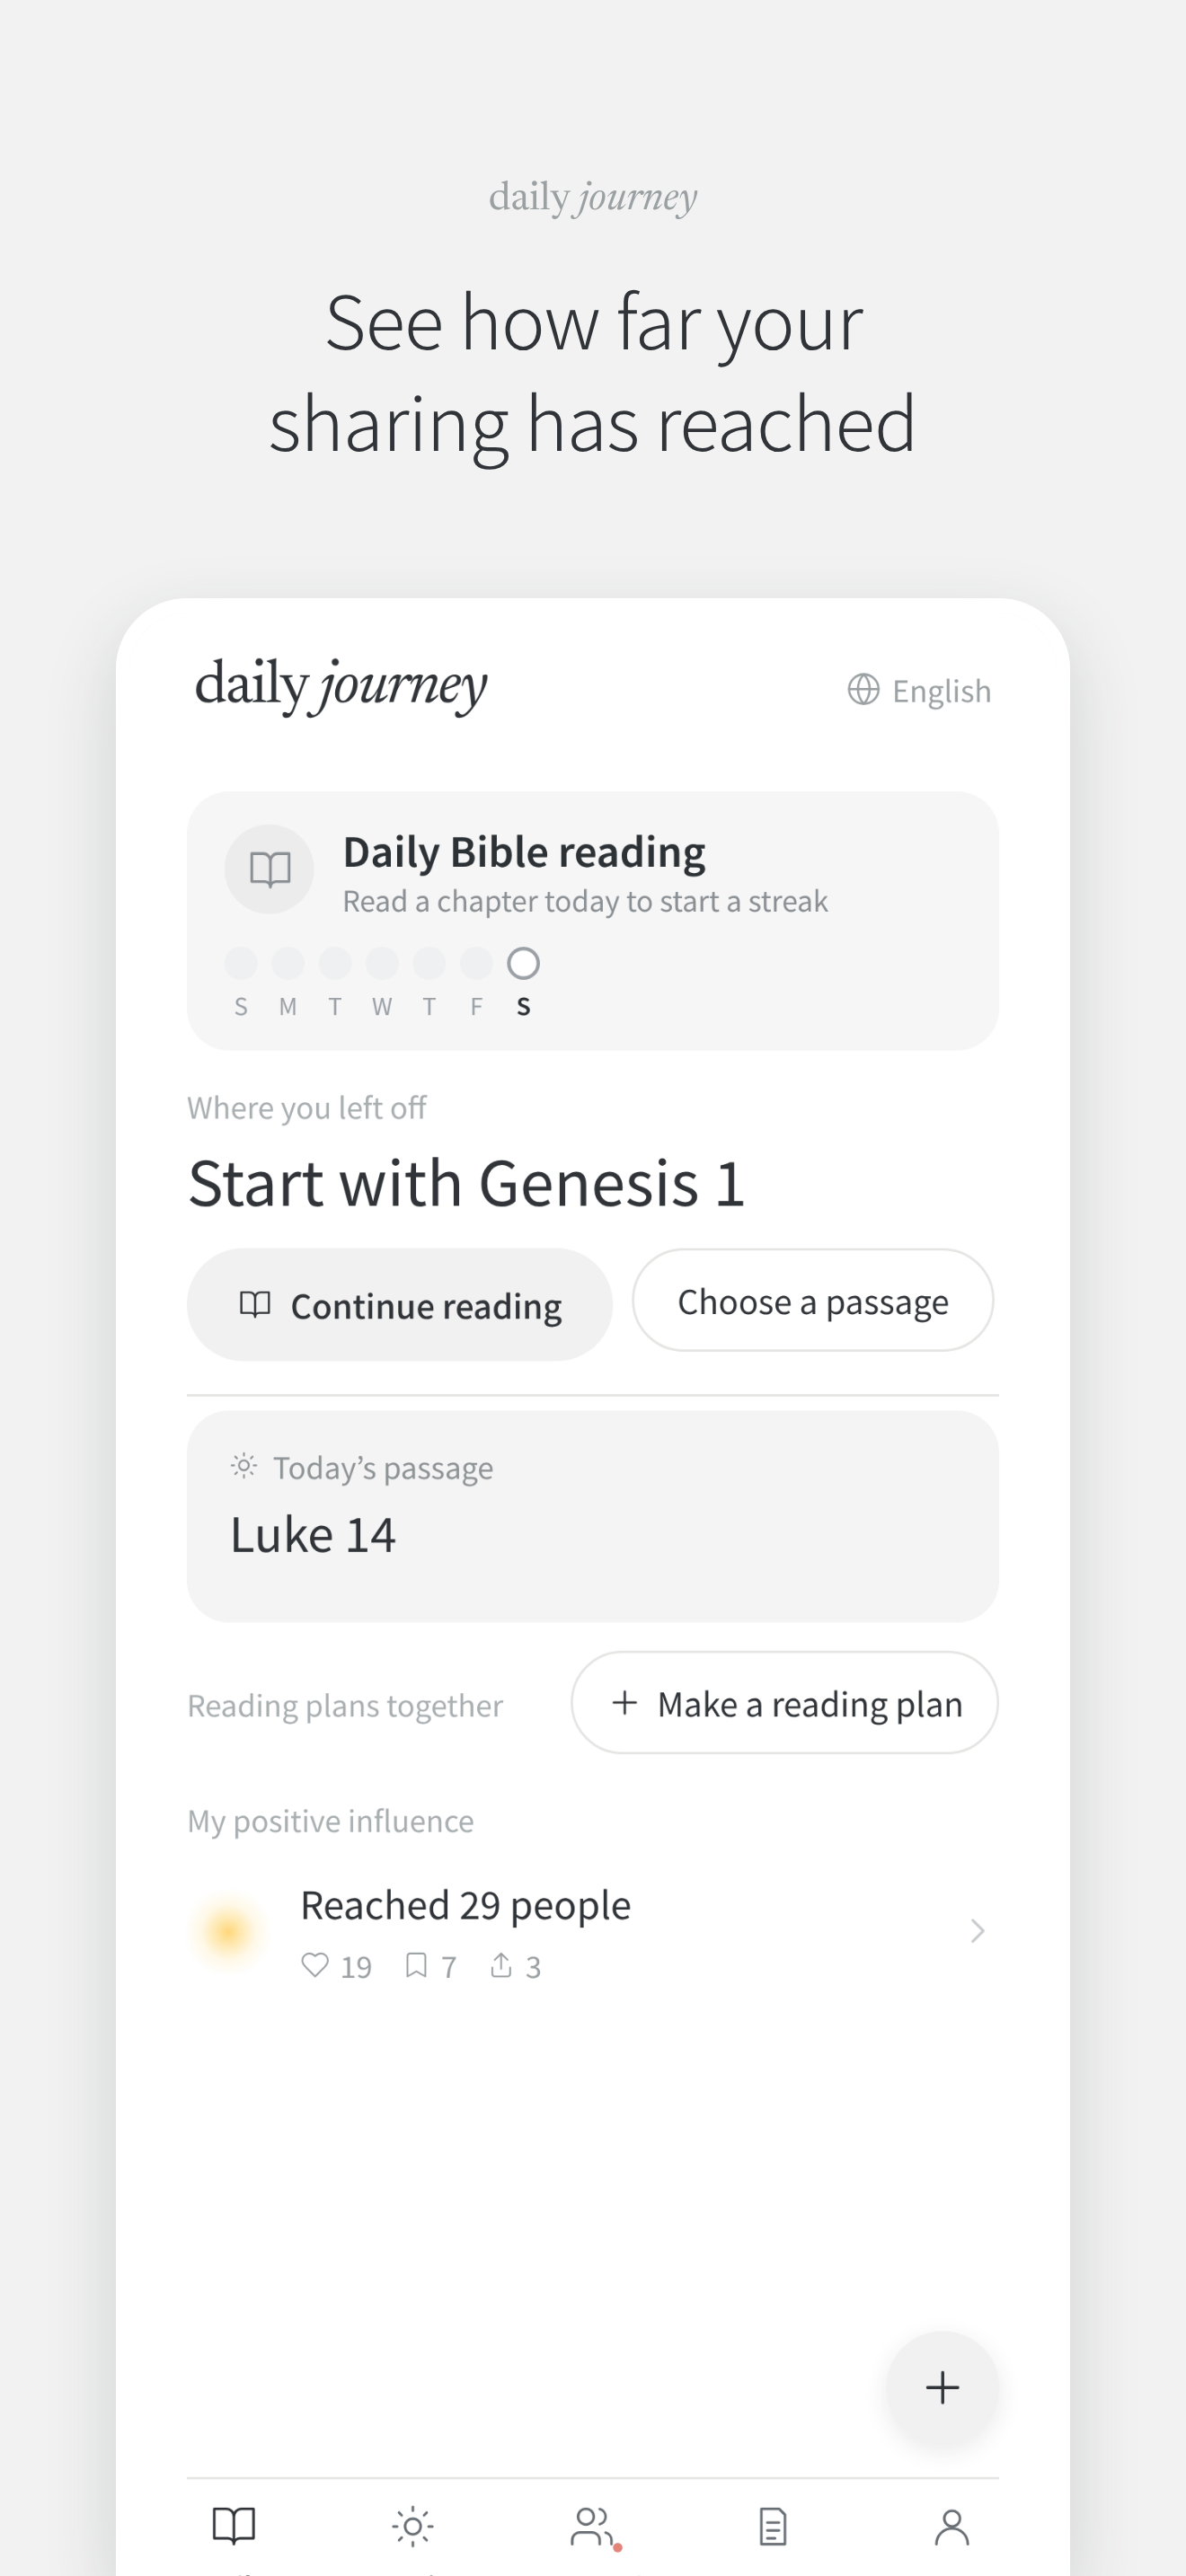 daily journey
See how far your
sharing has reached
daily journey
English
Daily Bible reading
Read a chapter today to start a streak
S M T W T F S
Where you left off
Start with Genesis 1
Continue reading
Choose a passage
Today’s passage
Luke 14
Reading plans together
+ Make a reading plan
My positive influence
Reached 29 people
19 7 3